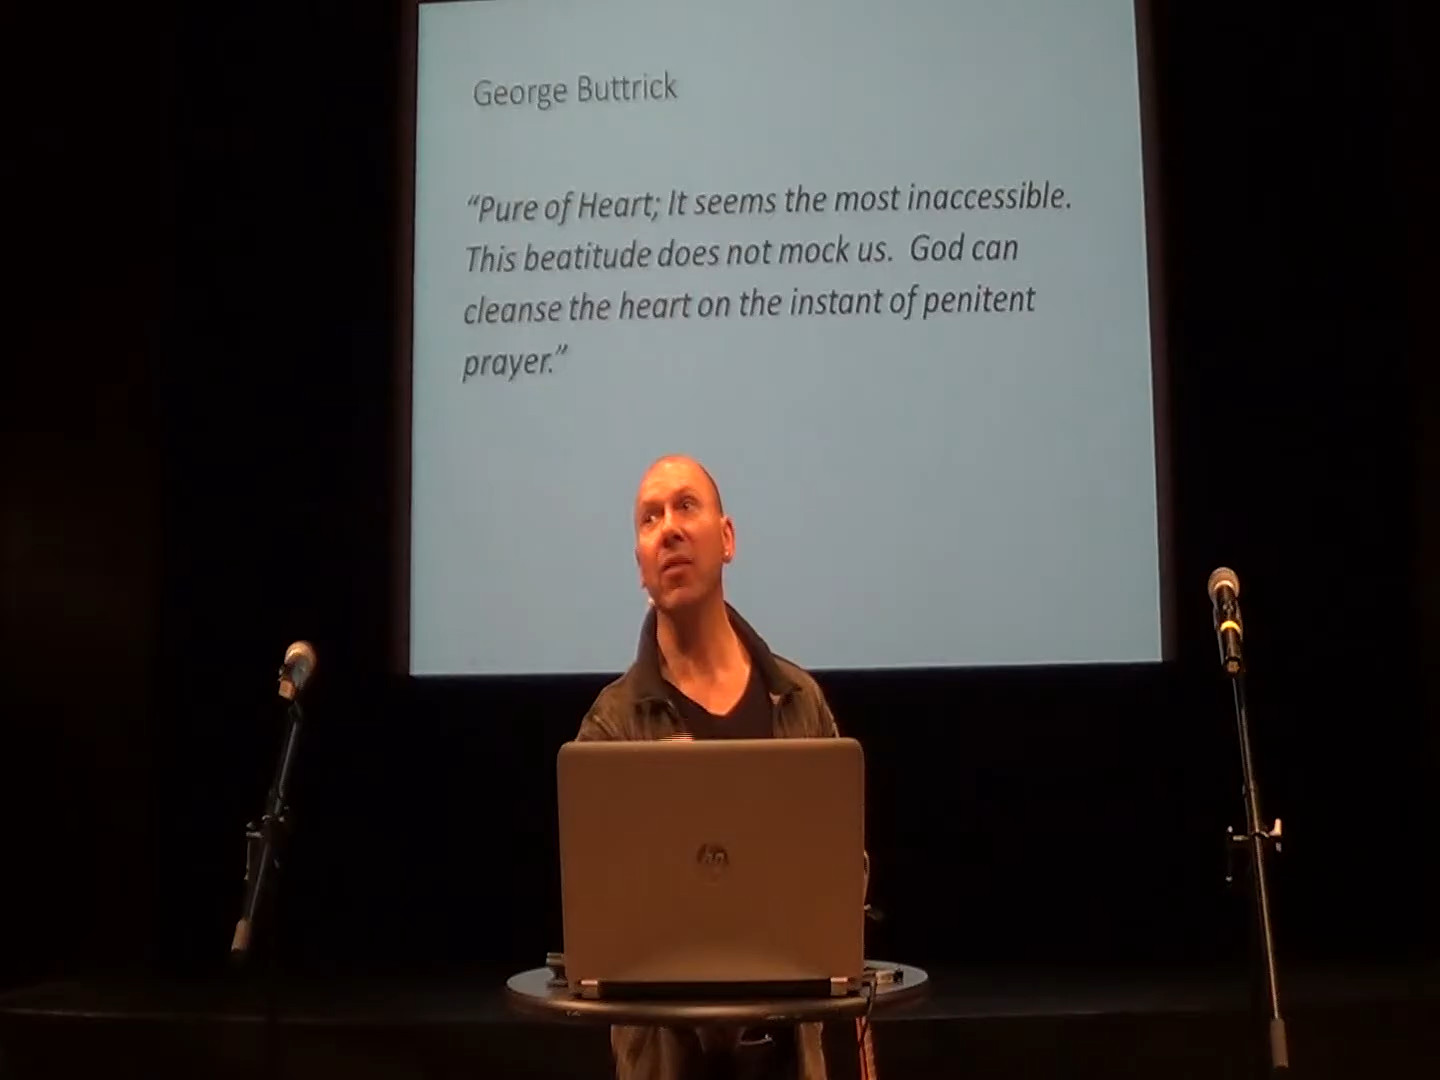 George Buttrick
“Pure of Heart; It seems the most inaccessible.
This beatitude does not mock us.  God can
cleanse the heart on the instant of penitent
prayer.”
hp